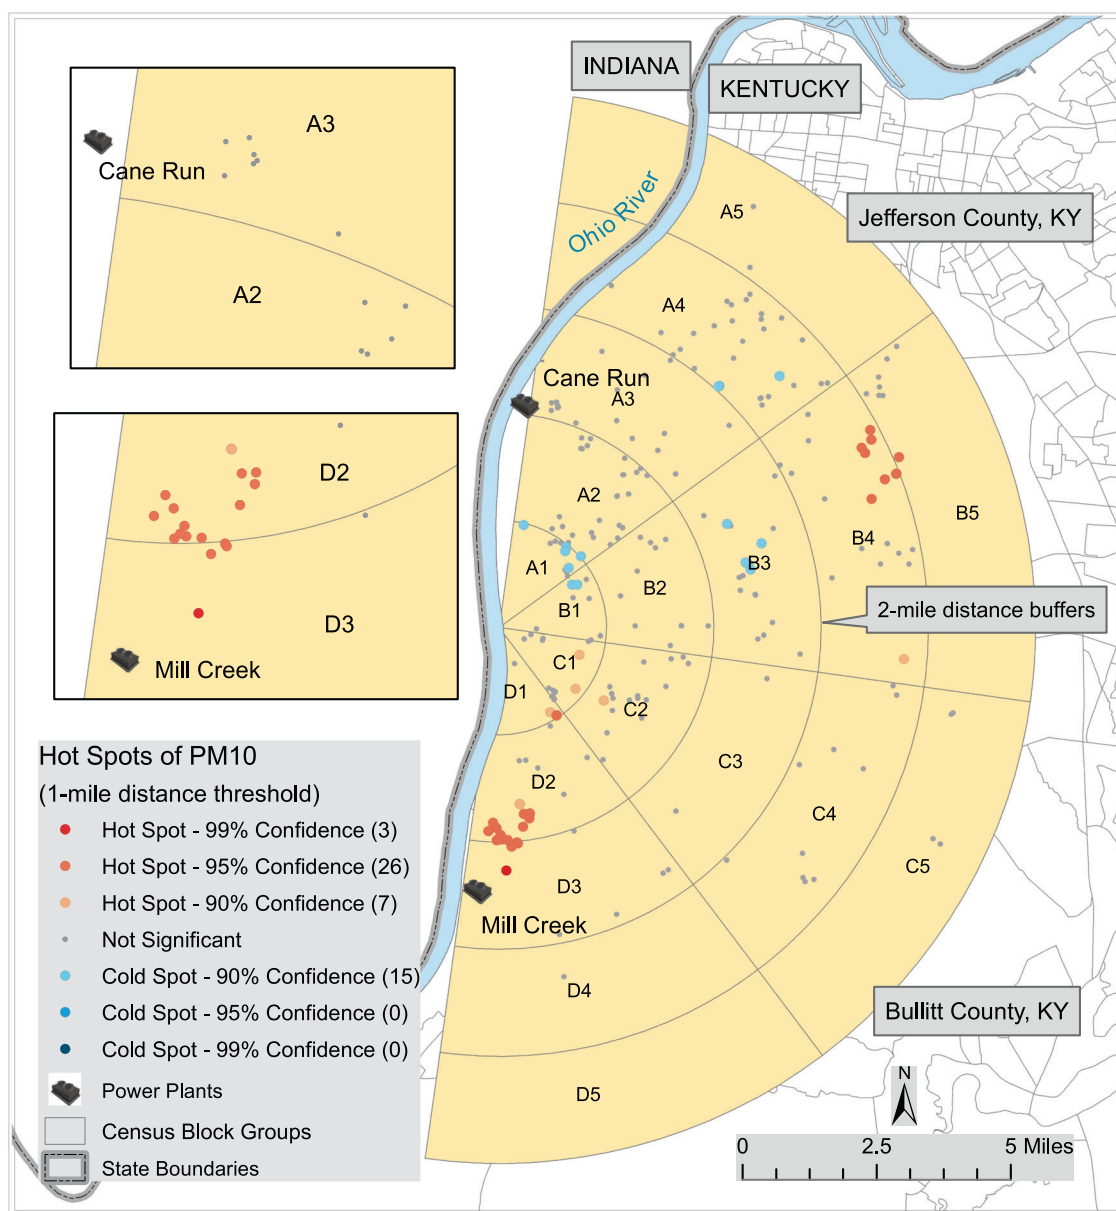 INDIANA
KENTUCKY
A3
Cane Run
A2
Ohio River
A5
Jefferson County, KY
A4
Cane Run
A3
D2
D3
Mill Creek
A2
A1
B1
B2
B3
B4
B5
2-mile distance buffers
C1
D1
C2
D2
C3
C4
C5
D3
Mill Creek
D4
D5
Bullitt County, KY
Hot Spots of PM10
(1-mile distance threshold)
Hot Spot - 99% Confidence (3)
Hot Spot - 95% Confidence (26)
Hot Spot - 90% Confidence (7)
Not Significant
Cold Spot - 90% Confidence (15)
Cold Spot - 95% Confidence (0)
Cold Spot - 99% Confidence (0)
Power Plants
Census Block Groups
State Boundaries
N
0 2.5 5 Miles